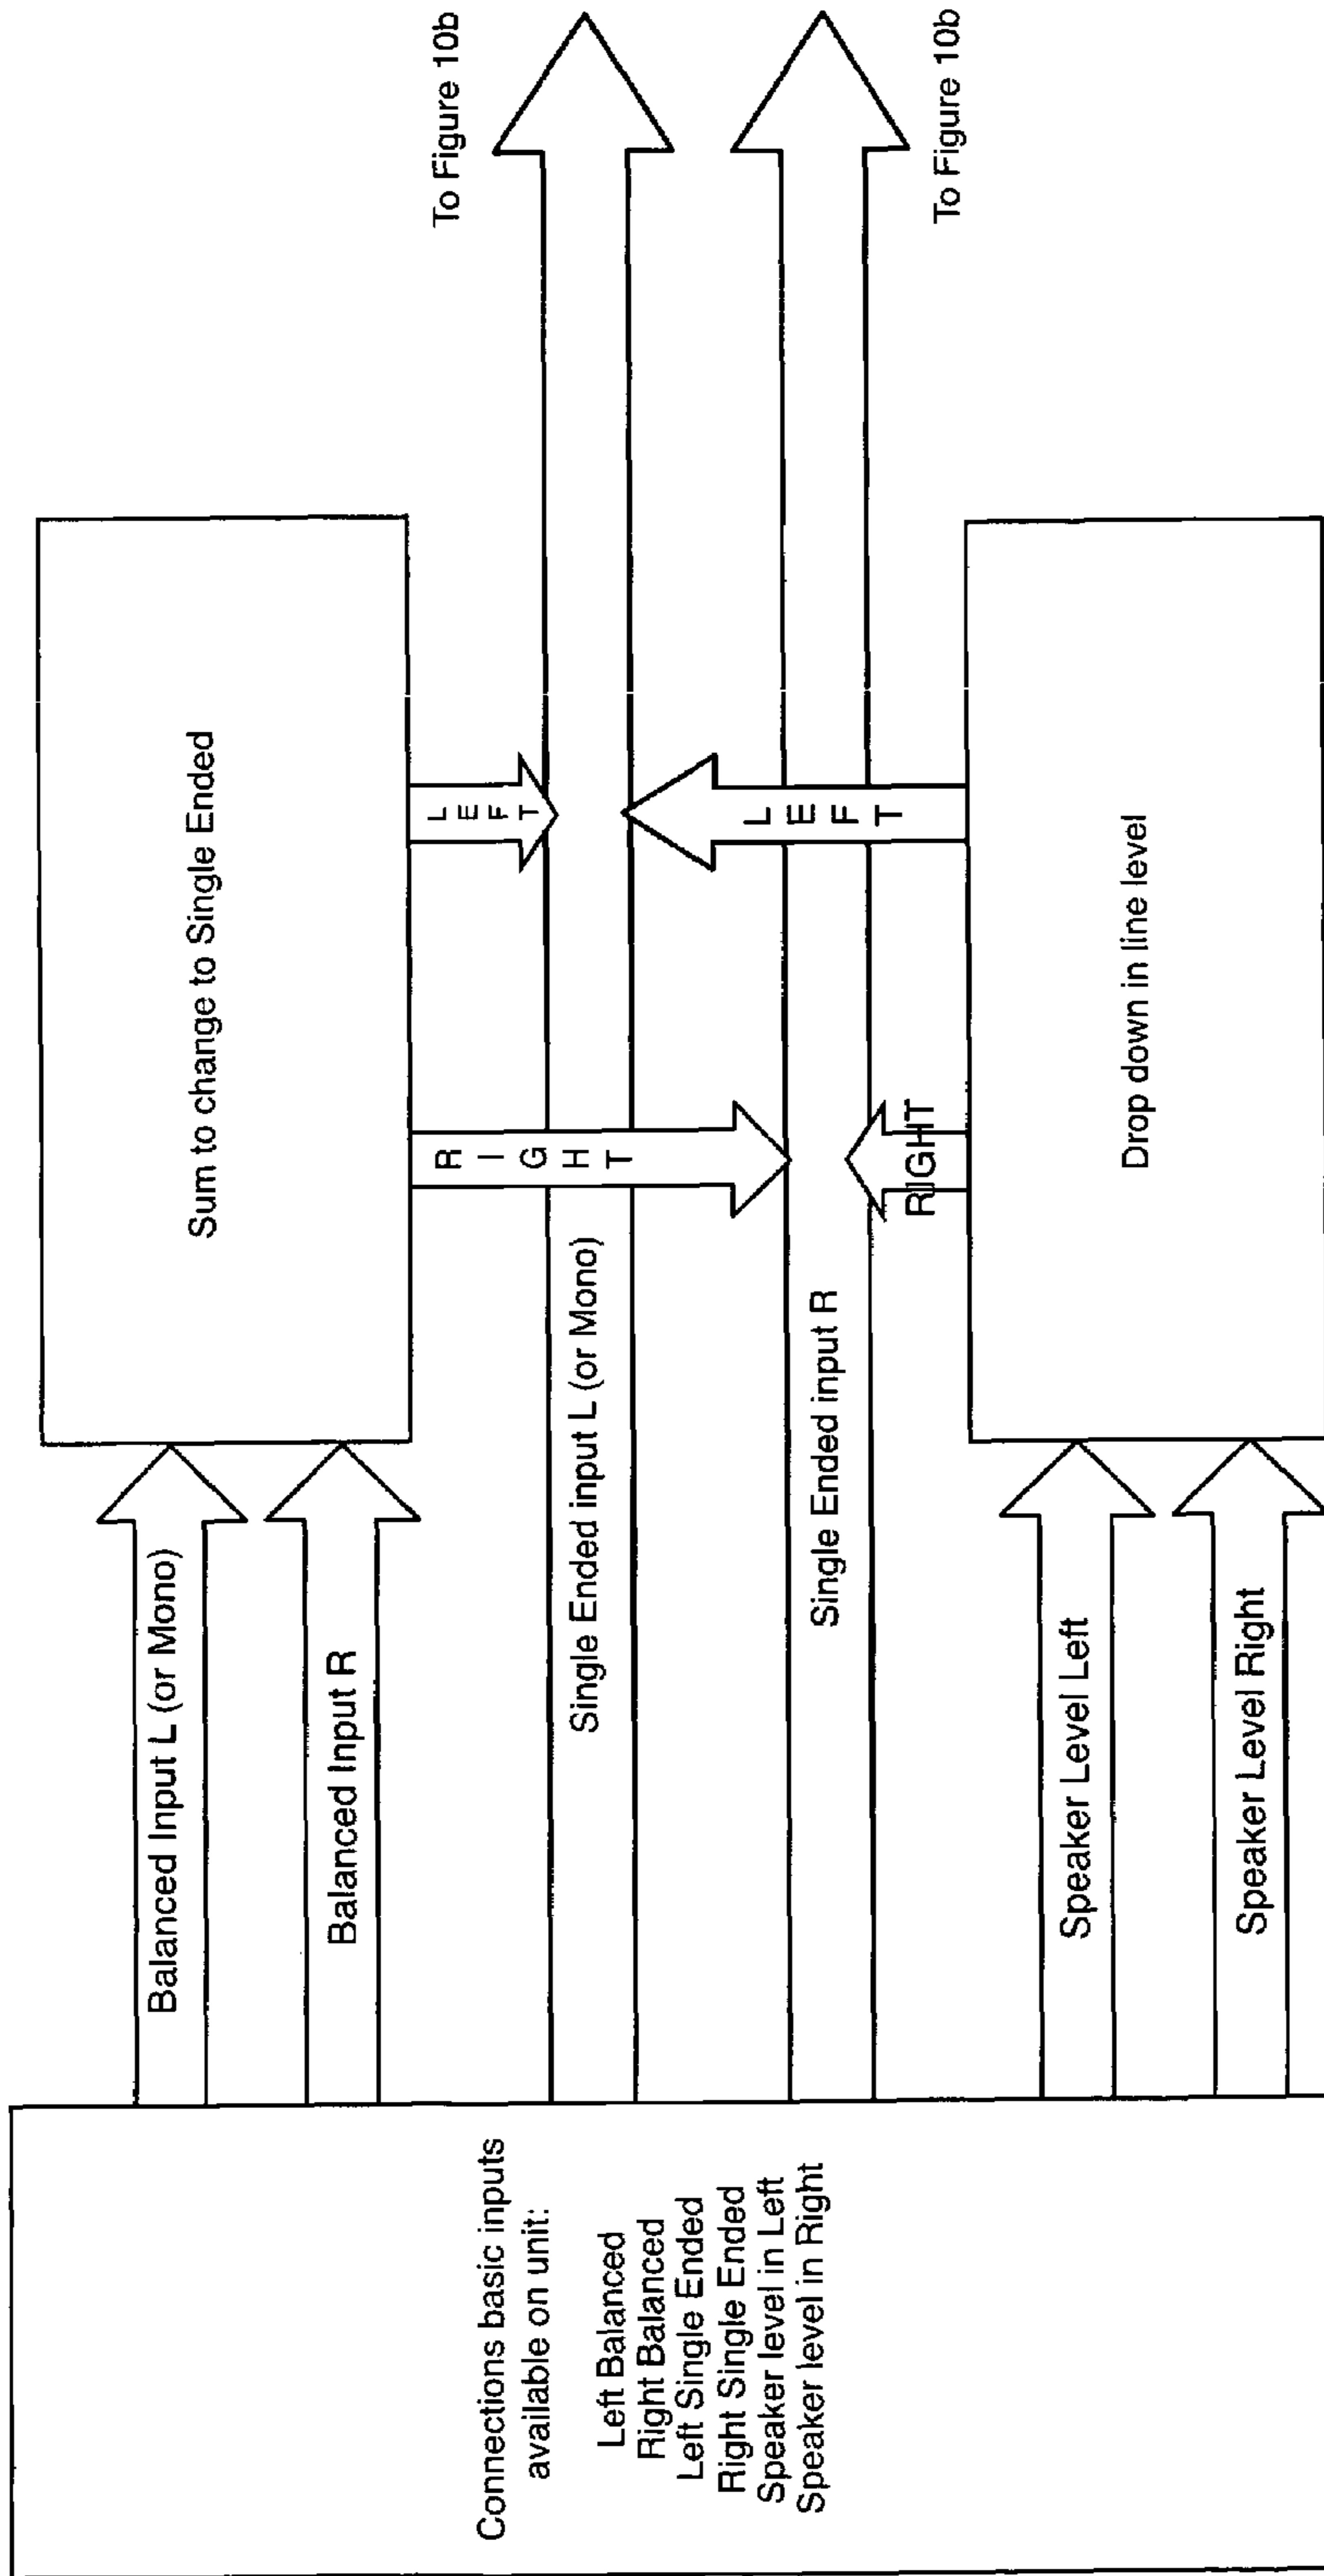 Connections basic inputs
available on unit:
Left Balanced
Right Balanced
Left Single Ended
Right Single Ended
Speaker level in Left
Speaker level in Right
Balanced Input L (or Mono)
Balanced Input R
Single Ended input L (or Mono)
Single Ended input R
Speaker Level Left
Speaker Level Right
Sum to change to Single Ended
RIGHT
LEFT
Drop down in line level
RIGHT
LEFT
To Figure 10b
To Figure 10b